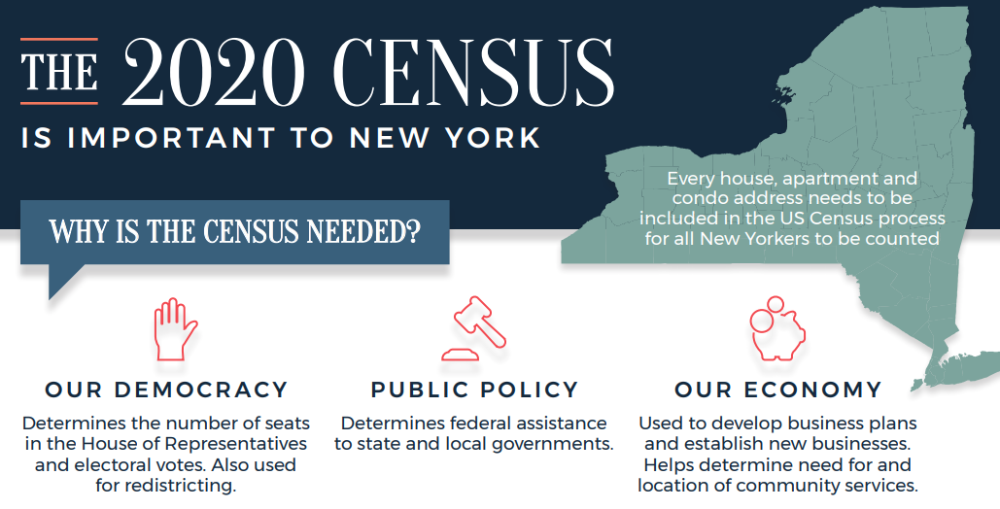 THE 2020 CENSUS
IS IMPORTANT TO NEW YORK
Every house, apartment and
condo address needs to be
included in the US Census process
for all New Yorkers to be counted
WHY IS THE CENSUS NEEDED?
OUR DEMOCRACY
Determines the number of seats
in the House of Representatives
and electoral votes. Also used
for redistricting.
PUBLIC POLICY
Determines federal assistance
to state and local governments.
OUR ECONOMY
Used to develop business plans
and establish new businesses.
Helps determine need for and
location of community services.